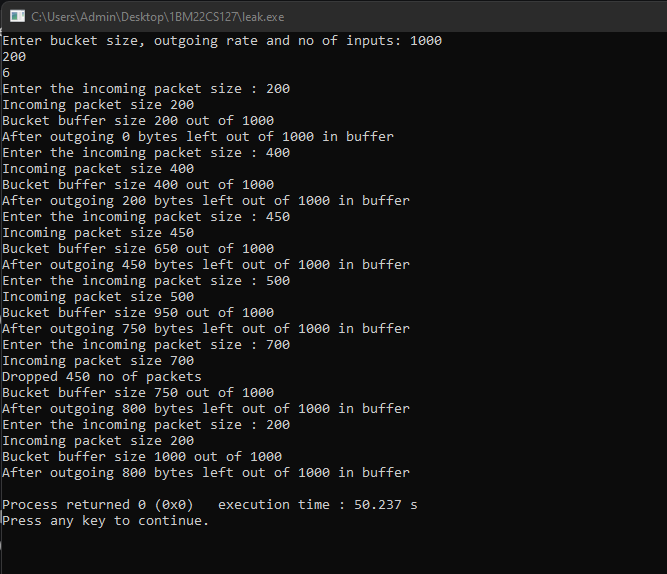 C:\Users\Admin\Desktop\1BM22CS127\leak.exe
Enter bucket size, outgoing rate and no of inputs: 1000
200
6
Enter the incoming packet size : 200
Incoming packet size 200
Bucket buffer size 200 out of 1000
After outgoing 0 bytes left out of 1000 in buffer
Enter the incoming packet size : 400
Incoming packet size 400
Bucket buffer size 400 out of 1000
After outgoing 200 bytes left out of 1000 in buffer
Enter the incoming packet size : 450
Incoming packet size 450
Bucket buffer size 650 out of 1000
After outgoing 450 bytes left out of 1000 in buffer
Enter the incoming packet size : 500
Incoming packet size 500
Bucket buffer size 950 out of 1000
After outgoing 750 bytes left out of 1000 in buffer
Enter the incoming packet size : 700
Incoming packet size 700
Dropped 450 no of packets
Bucket buffer size 750 out of 1000
After outgoing 800 bytes left out of 1000 in buffer
Enter the incoming packet size : 200
Incoming packet size 200
Bucket buffer size 1000 out of 1000
After outgoing 800 bytes left out of 1000 in buffer
Process returned 0 (0x0)   execution time : 50.237 s
Press any key to continue.